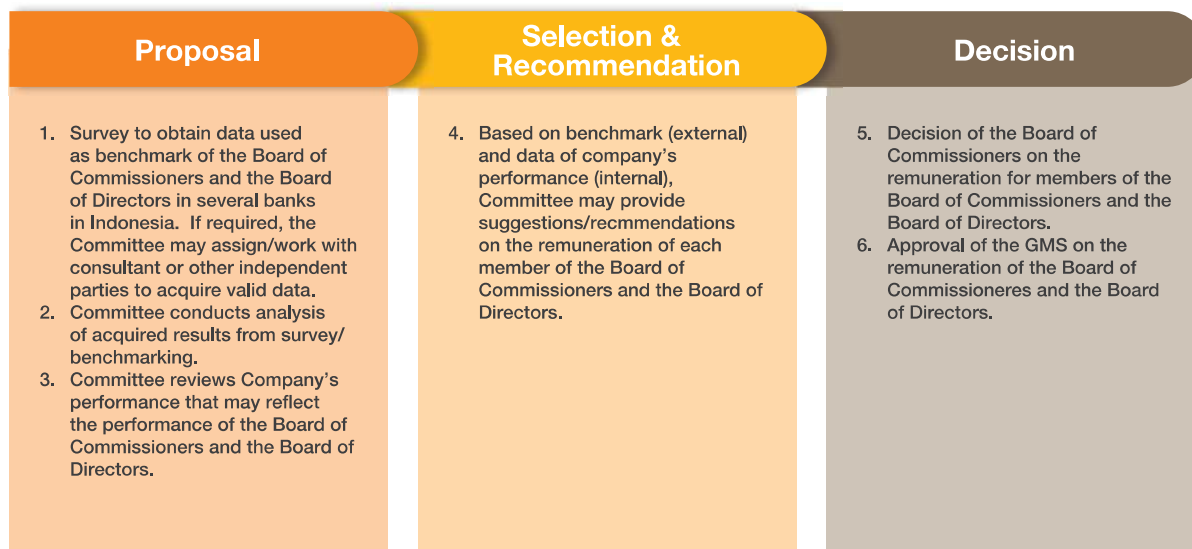 Proposal
1. Survey to obtain data used
as benchmark of the Board of
Commissioners and the Board
of Directors in several banks
in Indonesia. If required, the
Committee may assign/work with
consultant or other independent
parties to acquire valid data.
2. Committee conducts analysis
of acquired results from survey/
benchmarking.
3. Committee reviews Company's
performance that may reflect
the performance of the Board of
Commissioners and the Board of
Directors.
Selection &
Recommendation
4. Based on benchmark (external)
and data of company's
performance (internal),
Committee may provide
suggestions/recmmendations
on the remuneration of each
member of the Board of
Commissioners and the Board of
Directors.
Decision
5. Decision of the Board of
Commissioners on the
remuneration for members of the
Board of Commissioners and the
Board of Directors.
6. Approval of the GMS on the
remuneration of the Board of
Commissioneres and the Board
of Directors.